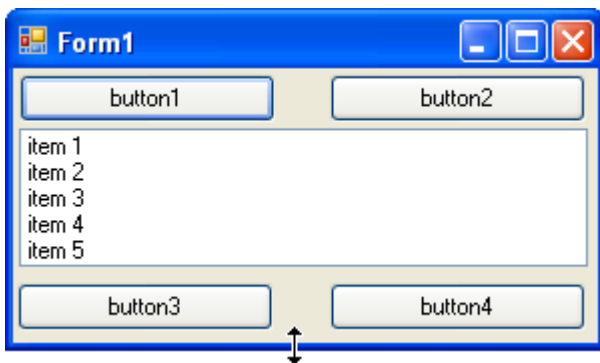 Form1
button1 button2
item 1
item 2
item 3
item 4
item 5
button3 button4